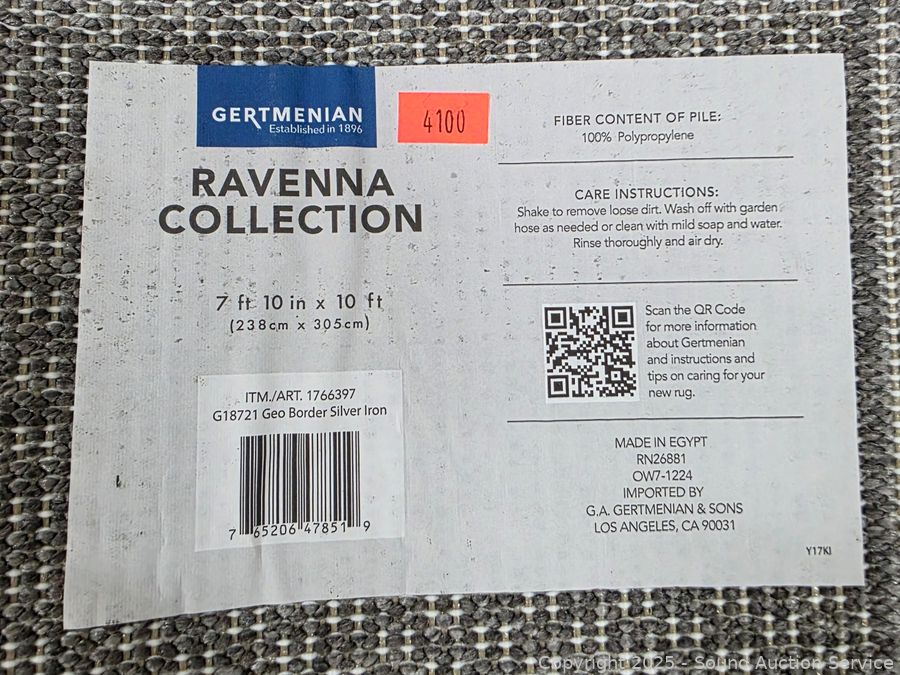 GERTMENIAN
Established in 1896
4100
RAVENNA
COLLECTION
7 ft 10 in x 10 ft
(238cm x 305cm)
ITM./ART. 1766397
G18721 Geo Border Silver Iron
7 65206 47851 9
FIBER CONTENT OF PILE:
100% Polypropylene
CARE INSTRUCTIONS:
Shake to remove loose dirt. Wash off with garden
hose as needed or clean with mild soap and water.
Rinse thoroughly and air dry.
Scan the QR Code
for more information
about Gertmenian
and instructions and
tips on caring for your
new rug.
MADE IN EGYPT
RN26881
OW7-1224
IMPORTED BY
G.A. GERTMENIAN & SONS
LOS ANGELES, CA 90031
Y17KI
Copyright 2025 - Sound Auction Service